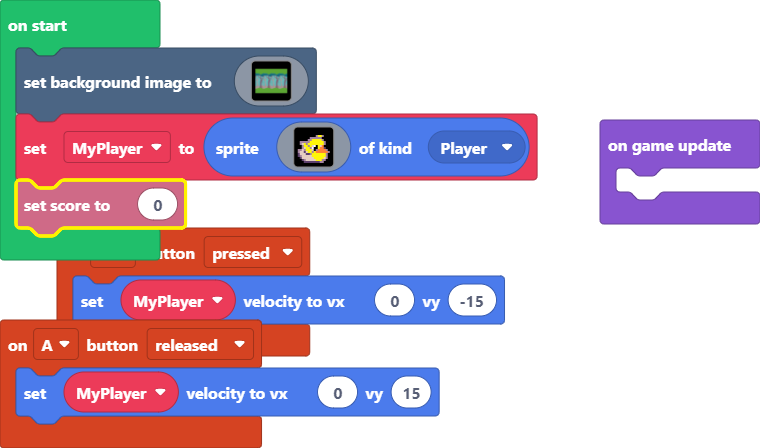 on start
set background image to
set MyPlayer to sprite of kind Player
on game update
set score to 0
button pressed
set MyPlayer velocity to vx 0 vy -15
on A button released
set MyPlayer velocity to vx 0 vy 15